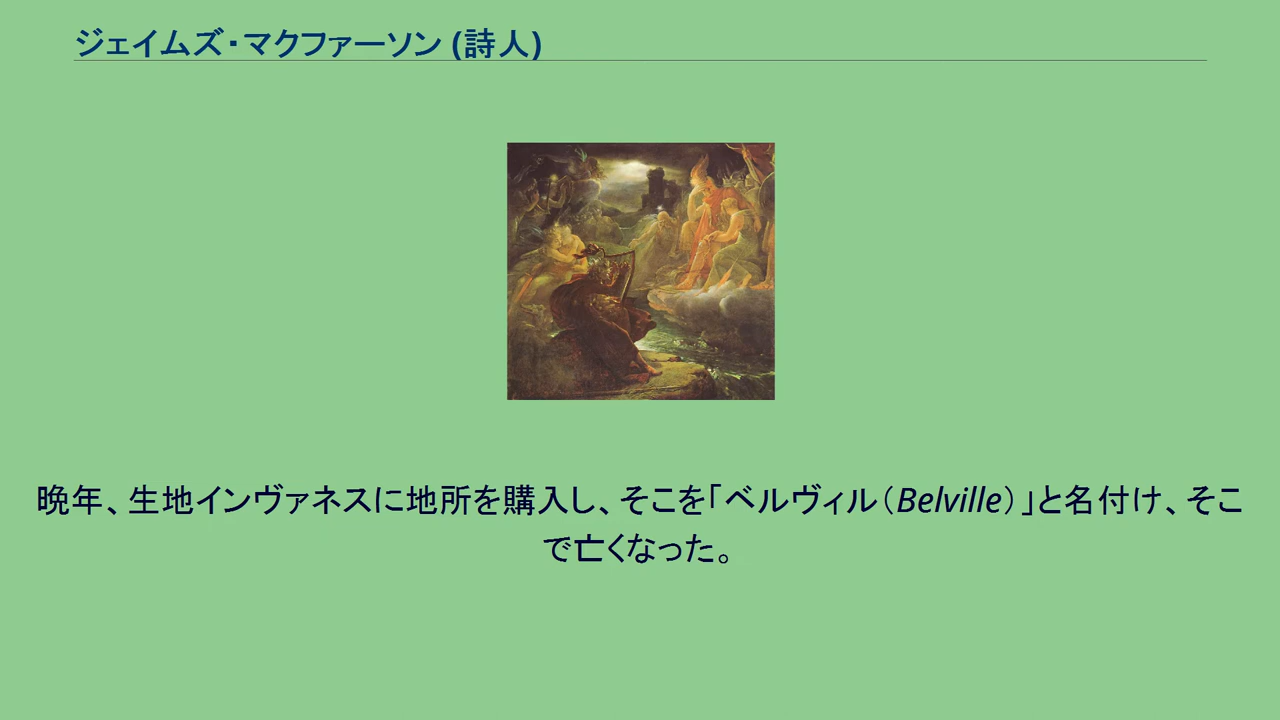 ジェイムズ・マクファーソン (詩人)
晩年、生地インヴァネスに地所を購入し、そこを「ベルヴィル（Belville）」と名付け、そこ
で亡くなった。